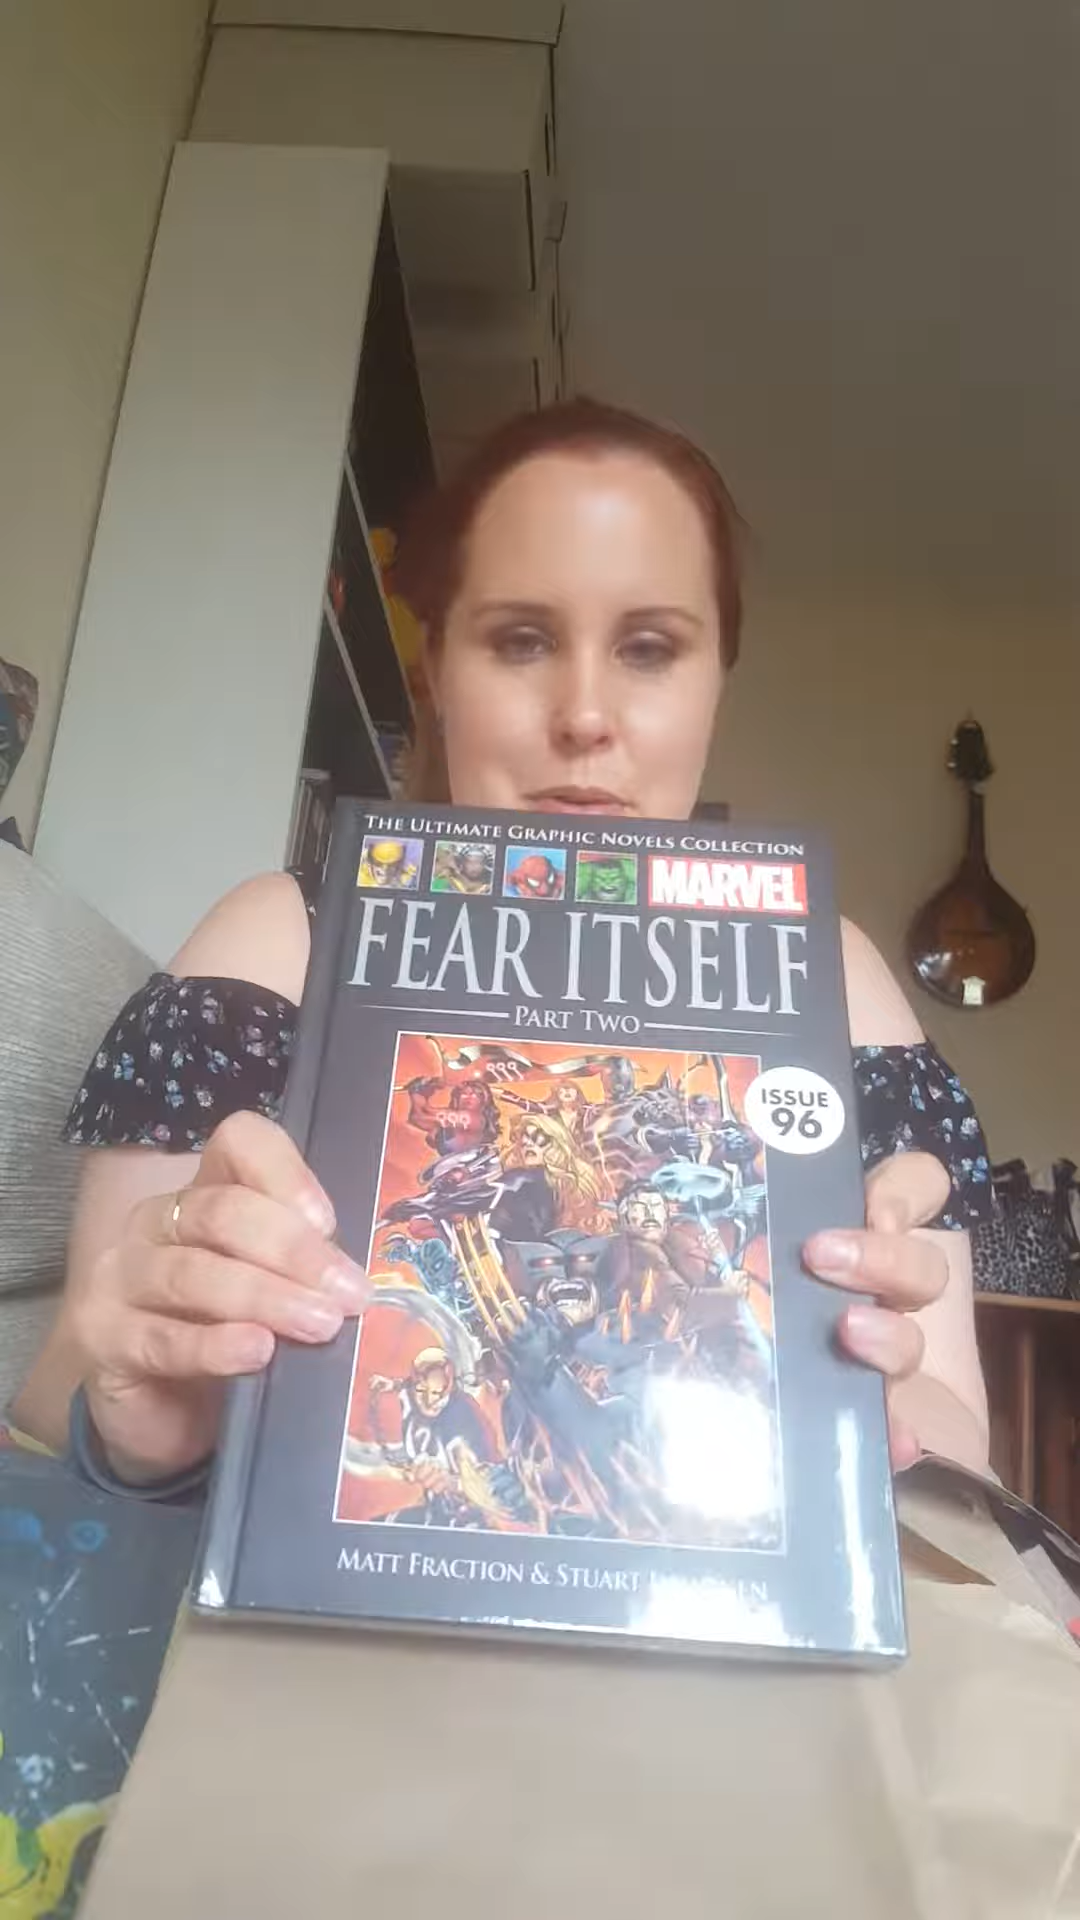 THE ULTIMATE GRAPHIC NOVELS COLLECTION
MARVEL
FEAR ITSELF
PART TWO
ISSUE
96
MATT FRACTION & STUART